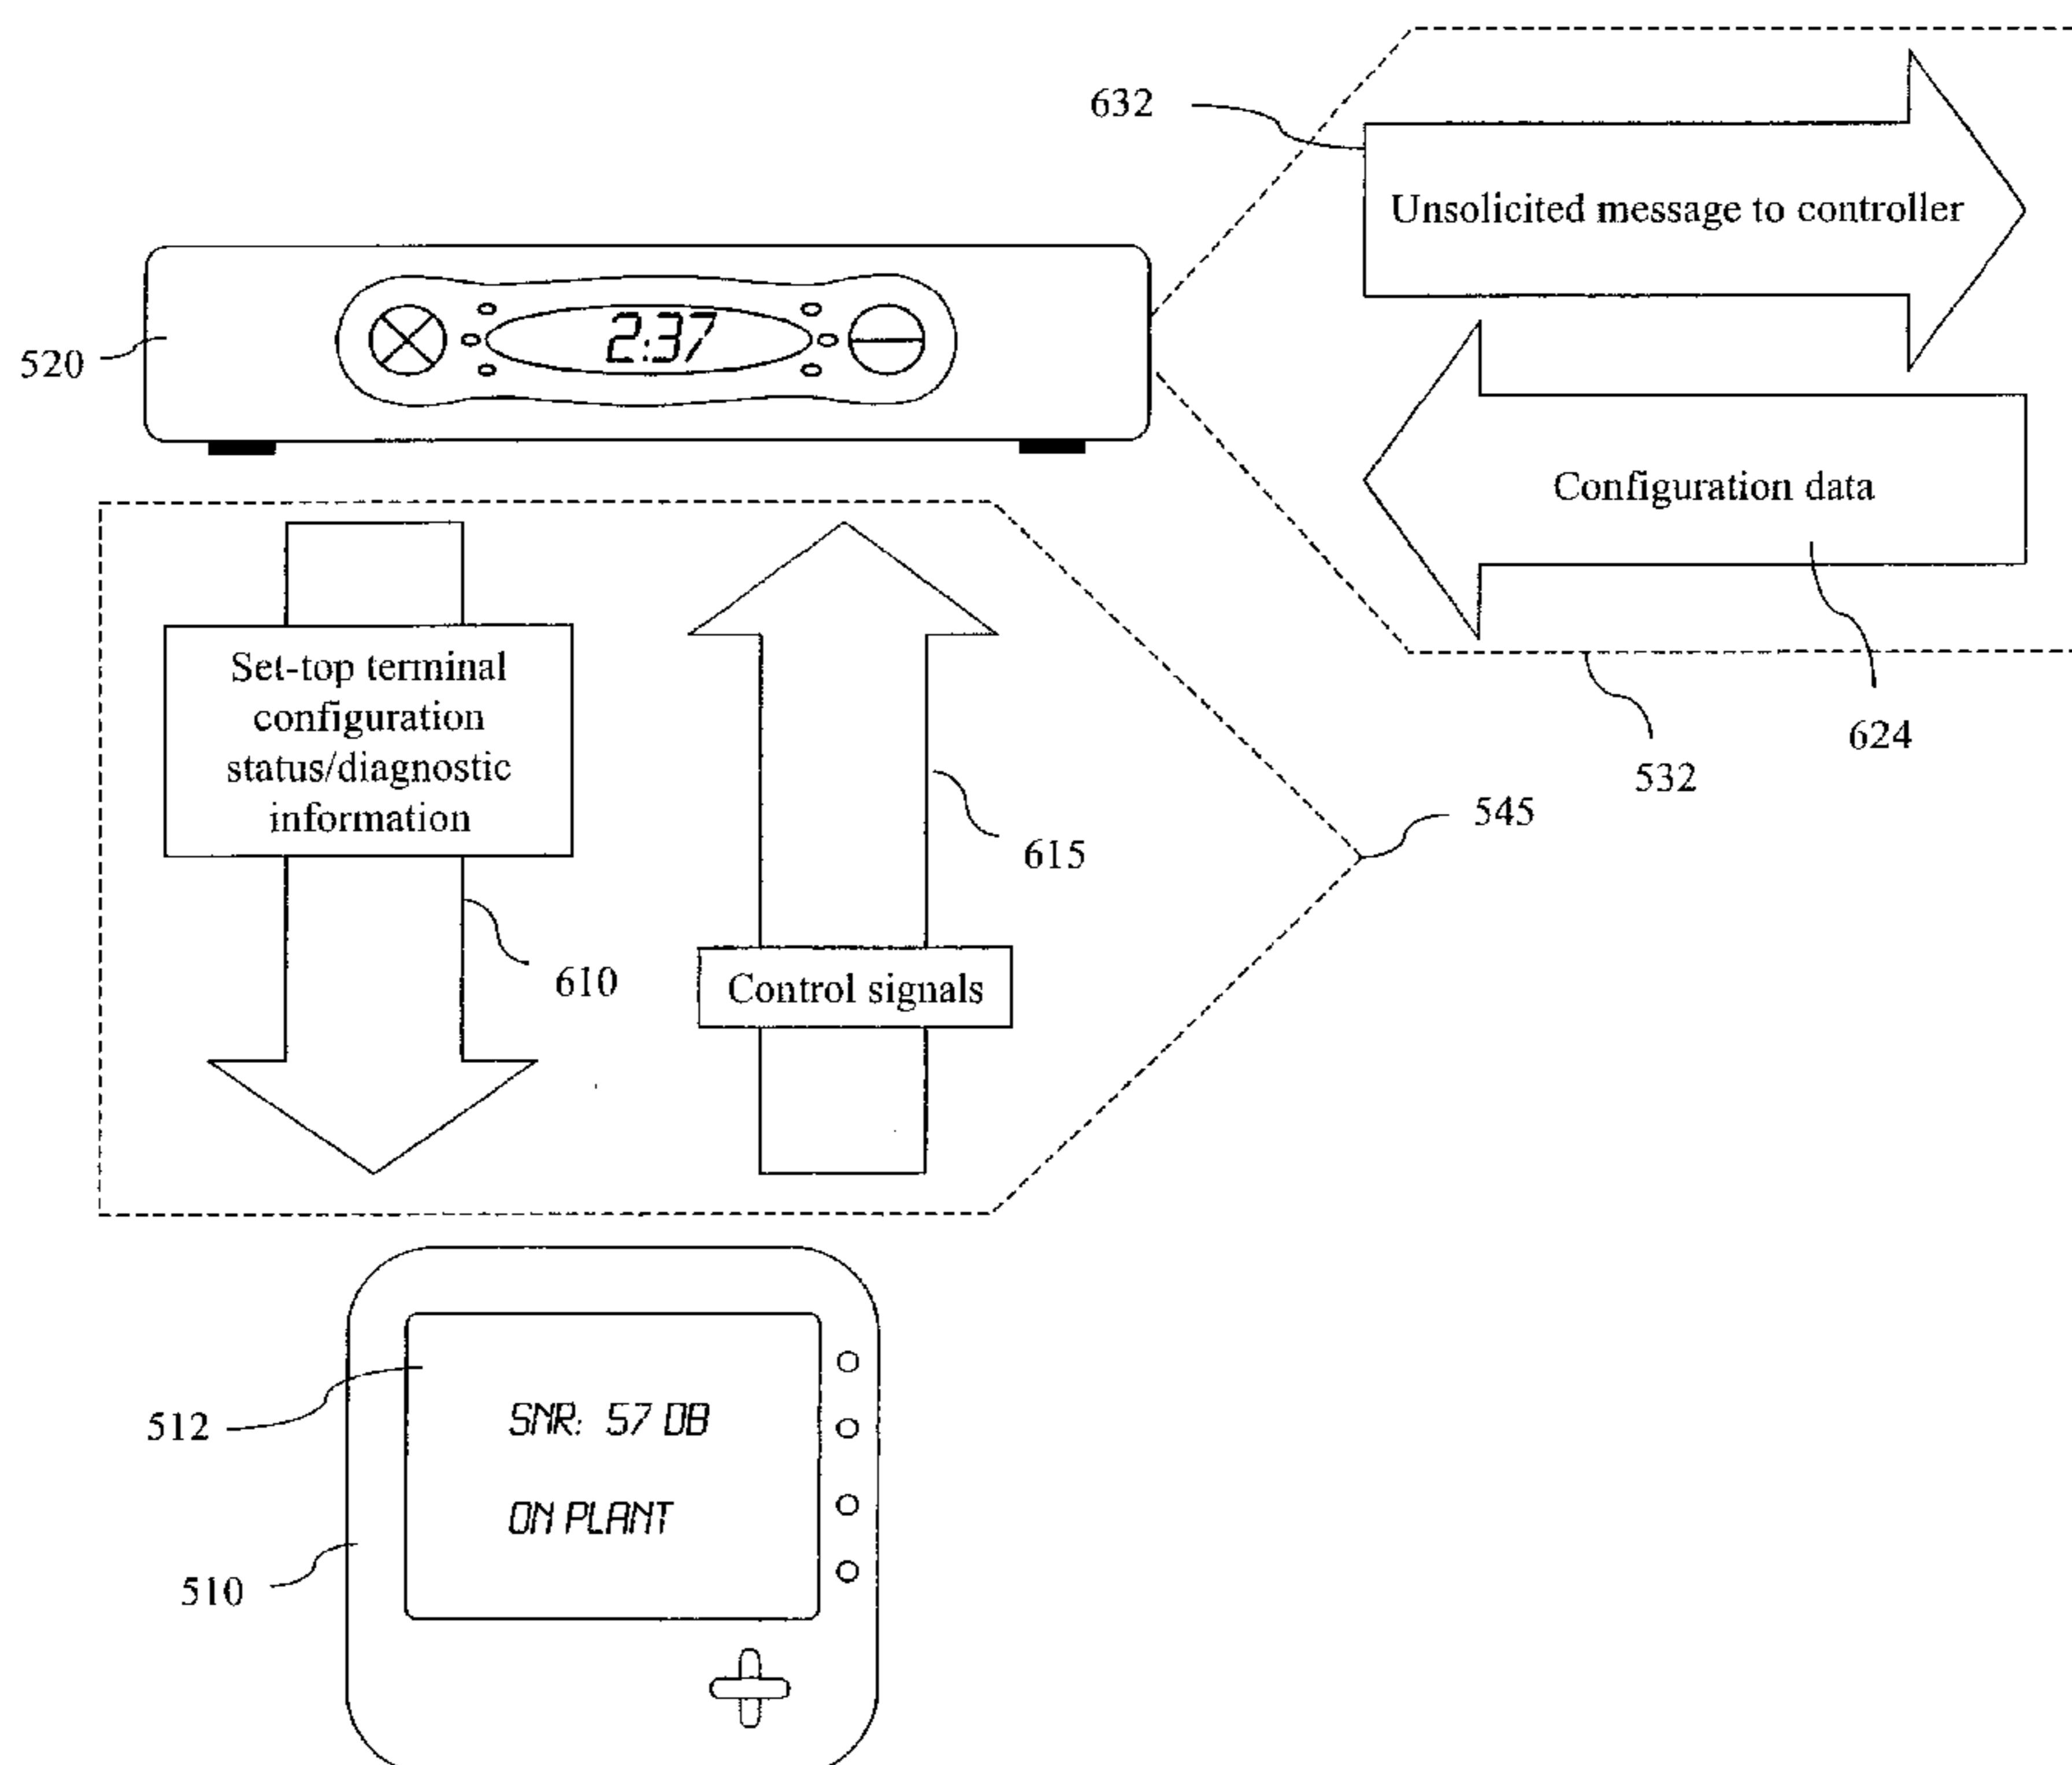 632
Unsolicited message to controller
2:37
520
Configuration data
Set-top terminal
configuration
status/diagnostic
information
624
532
545
615
610
Control signals
SNR: 57 DB
512
ON PLANT
510